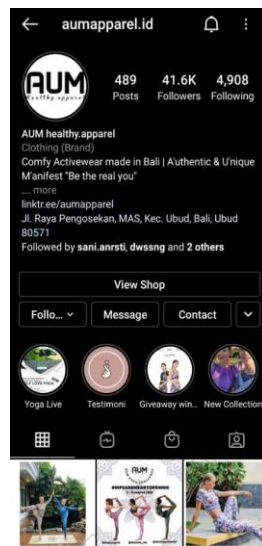 aumapparel.id
AUM
Healthy.apparel
489 41.6K 4,908
Posts Followers Following
AUM healthy.apparel
Clothing (Brand)
Comfy Activewear made in Bali | A'uthentic & U'nique
M'anifest "Be the real you"
.... more
linktr.ee/aumapparel
Jl. Raya Pengosekan, MAS, Kec. Ubud, Bali, Ubud
80571
Followed by sani.anrsti, dwssng and 2 others
View Shop
Follo...
Message
Contact
Yoga Live
Testimoni
Giveaway win...
New Collection
AUM
#HIPSANDHEARTOPENING